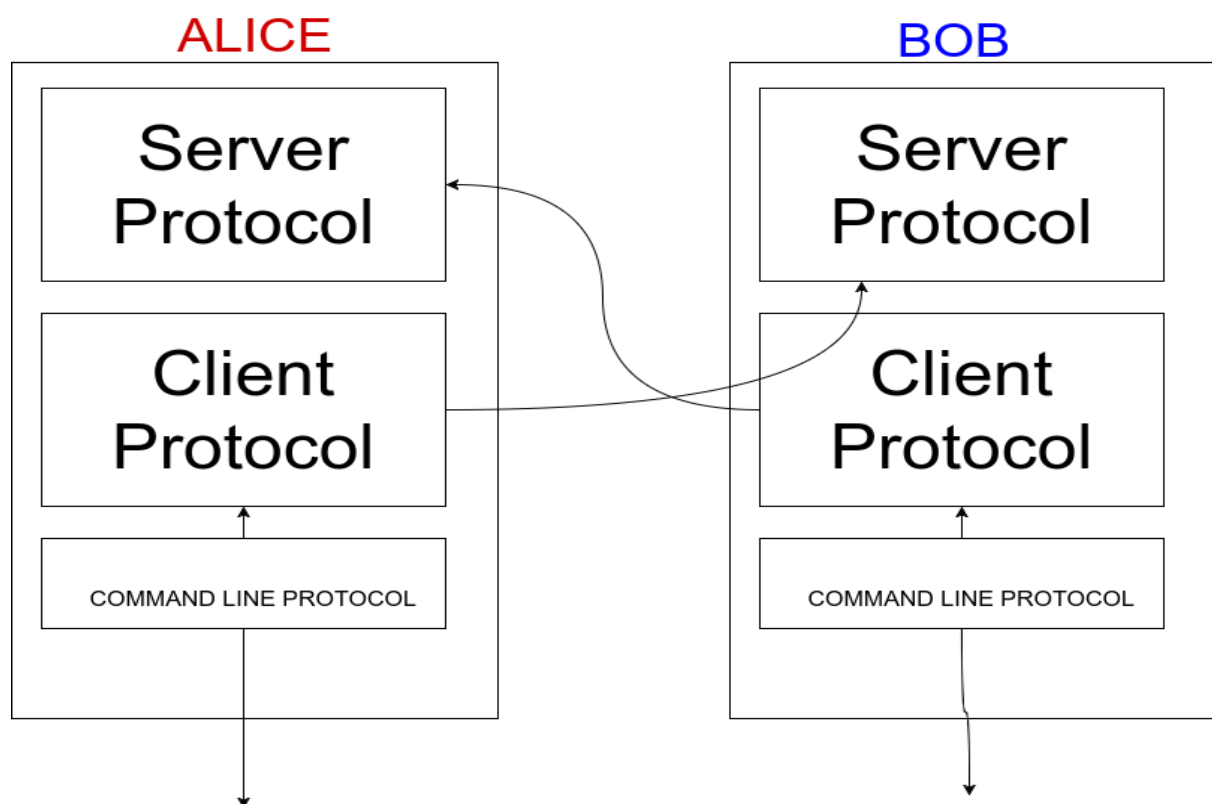 ALICE
Server
Protocol
Client
Protocol
COMMAND LINE PROTOCOL
BOB
Server
Protocol
Client
Protocol
COMMAND LINE PROTOCOL